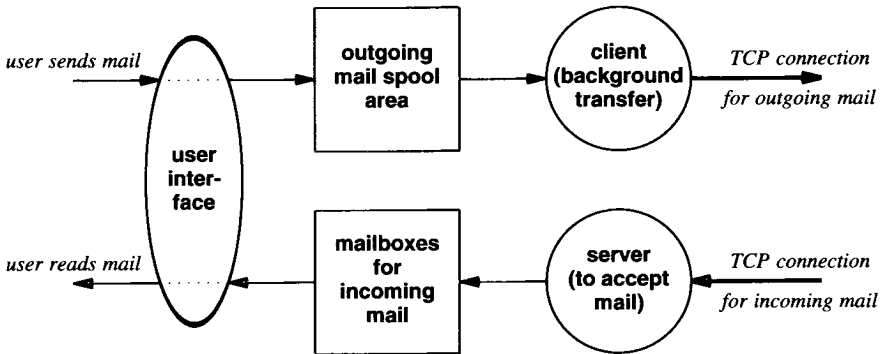 user sends mail
outgoing
mail spool
area
client
(background
transfer)
TCP connection
for outgoing mail
user
inter-
face
user reads mail
mailboxes
for
incoming
mail
server
(to accept
mail)
TCP connection
for incoming mail